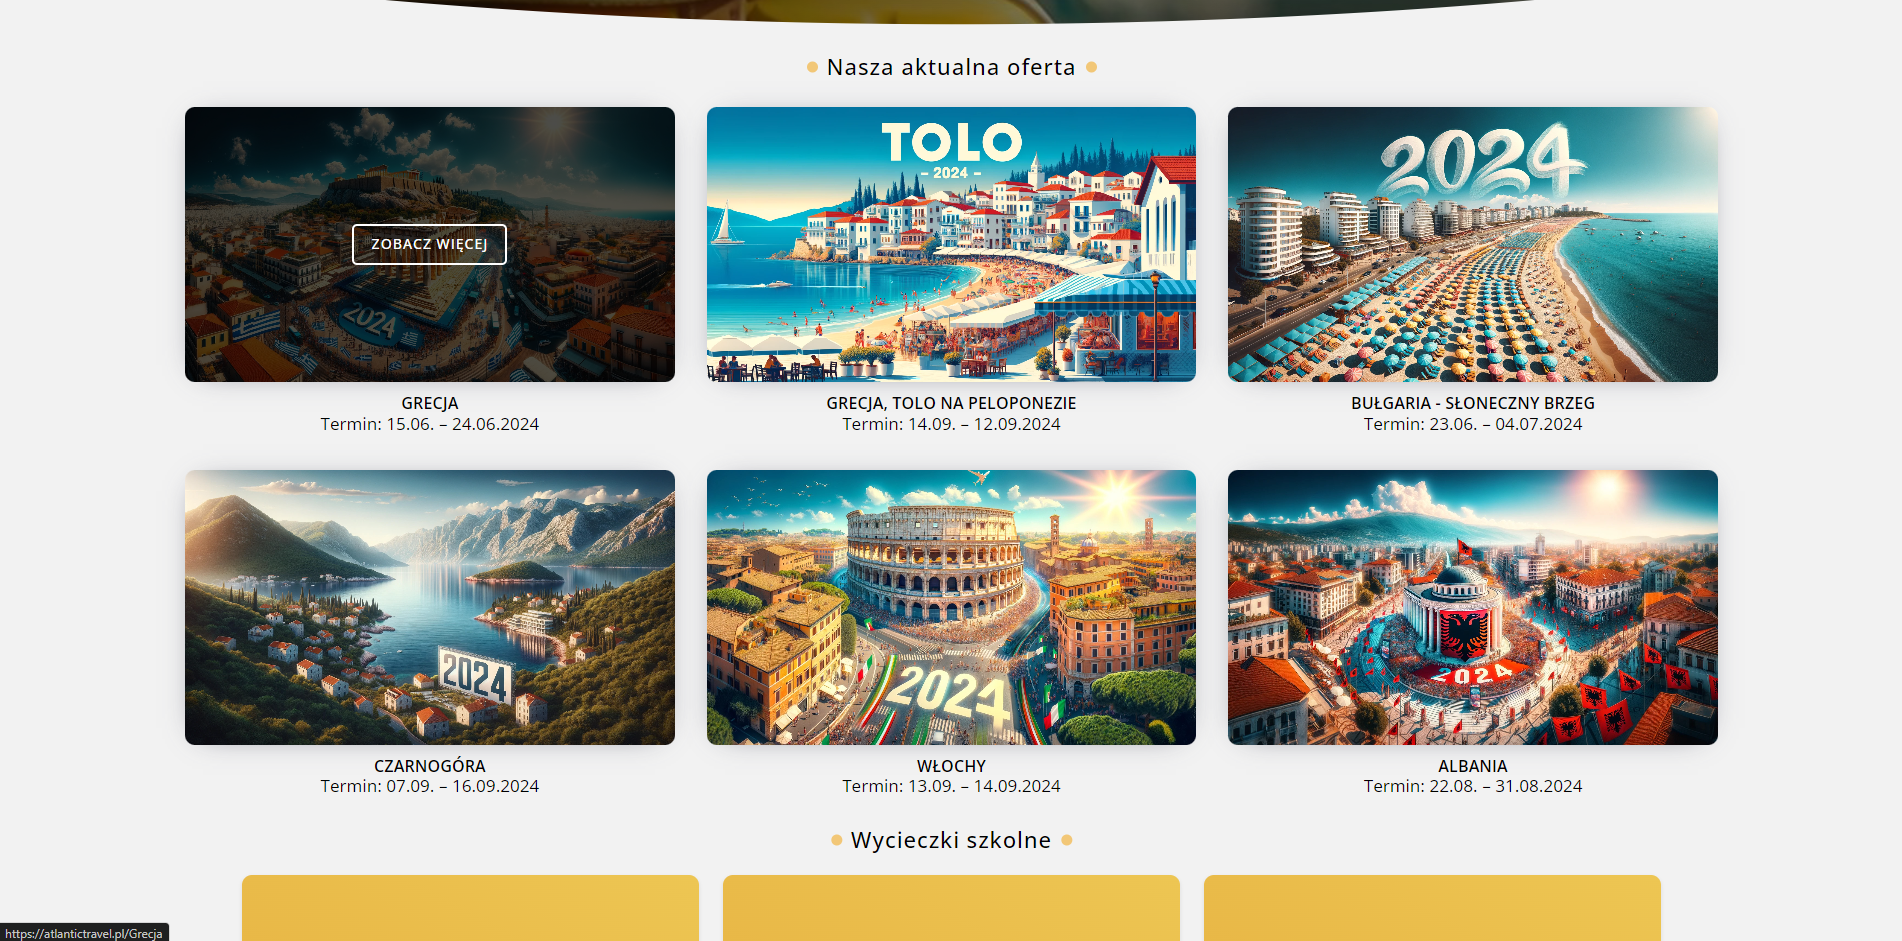 Nasza aktualna oferta
ZOBACZ WIĘCEJ
2024
TOLO
- 2024 -
2024
GRECJA
Termin: 15.06. – 24.06.2024
GRECJA, TOLO NA PELOPONEZIE
Termin: 14.09. – 12.09.2024
BUŁGARIA - SŁONECZNY BRZEG
Termin: 23.06. – 04.07.2024
2024
2024
2024
CZARNOGÓRA
Termin: 07.09. – 16.09.2024
WŁOCHY
Termin: 13.09. – 14.09.2024
ALBANIA
Termin: 22.08. – 31.08.2024
Wycieczki szkolne
https://atlantictravel.pl/Grecja